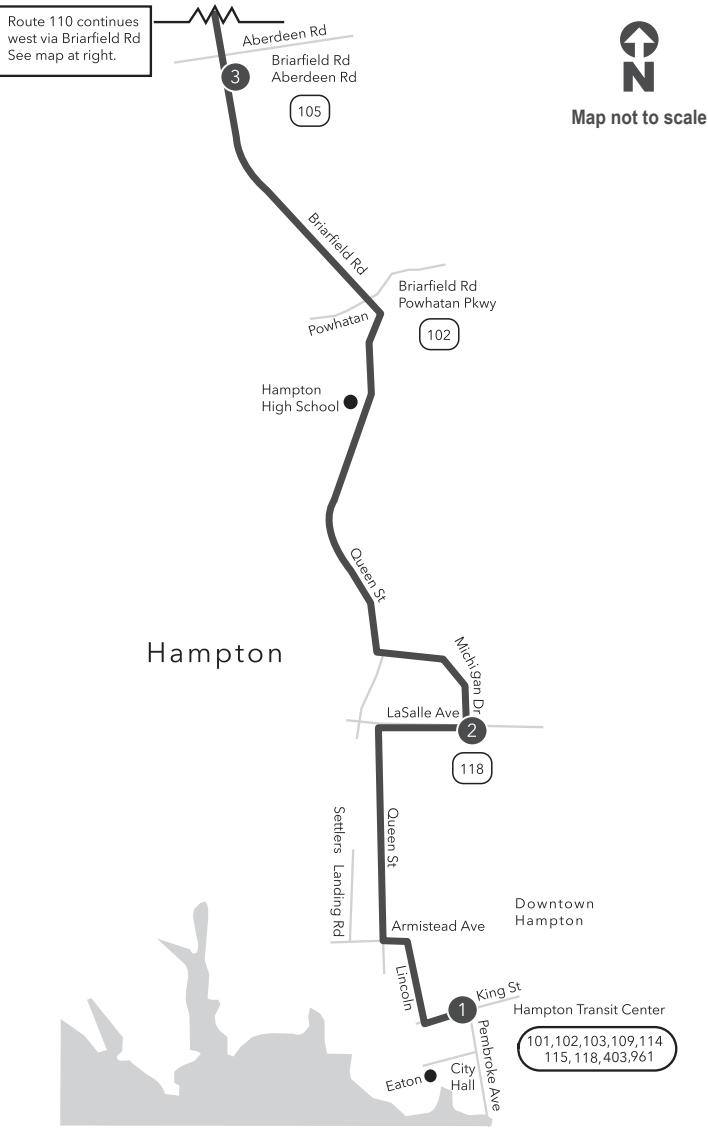 Route 110 continues
west via Briarfield Rd
See map at right.
Aberdeen Rd
3
Briarfield Rd
Aberdeen Rd
105
N
Map not to scale
Briarfield Rd
Briarfield Rd
Powhatan Pkwy
Powhatan
102
Hampton
High School
Queen St
Hampton
Michigan Dr
LaSalle Ave
2
118
Queen St
Settlers Landing Rd
Downtown
Hampton
Armistead Ave
Lincoln
1
King St
Hampton Transit Center
101,102,103,109,114
115,118,403,961
Pembroke Ave
City
Hall
Eaton